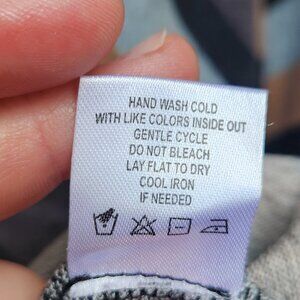 HAND WASH COLD
WITH LIKE COLORS INSIDE OUT
GENTLE CYCLE
DO NOT BLEACH
LAY FLAT TO DRY
COOL IRON
IF NEEDED